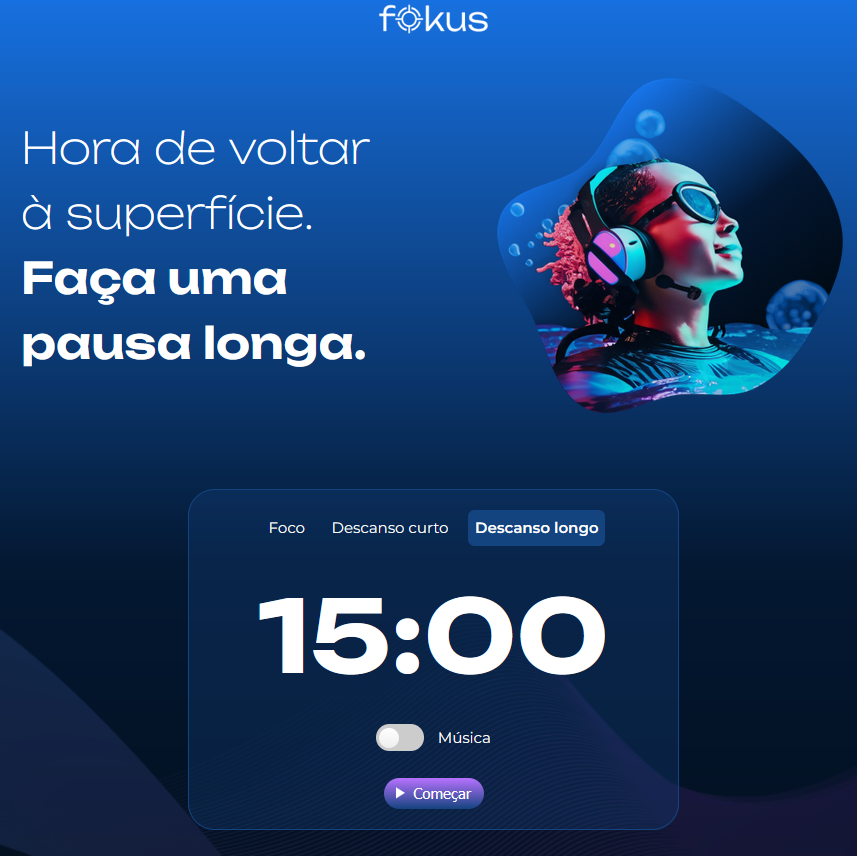 fokus
Hora de voltar
à superfície.
Faça uma
pausa longa.
Foco Descanso curto Descanso longo
15:00
Música
Começar